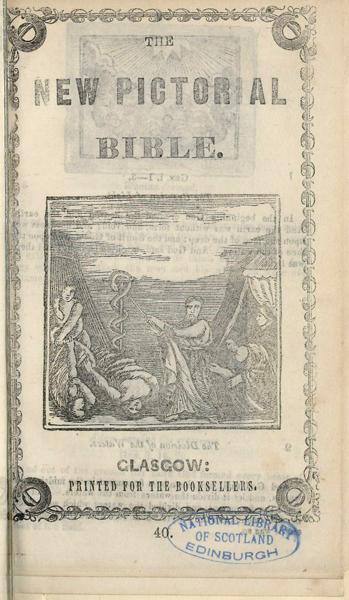 THE
NEW PICTORIAL
BIBLE.
GLASGOW:
PRINTED FOR THE BOOKSELLERS.
40.
NATIONAL LIBRARY
OF SCOTLAND
EDINBURGH